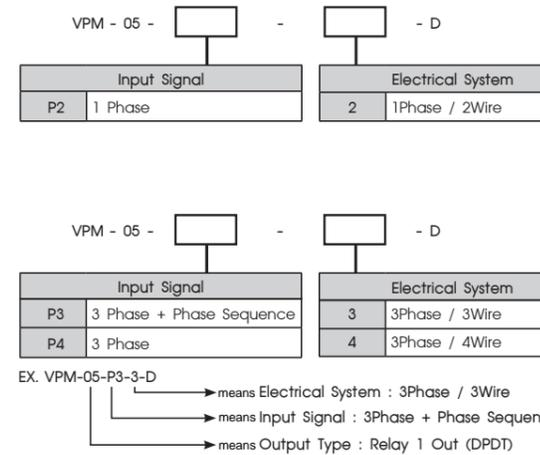 VPM - 05 - - - D
Input Signal Electrical System
P2 1 Phase 2 1Phase / 2Wire
VPM - 05 - - - D
Input Signal Electrical System
P3 3 Phase + Phase Sequence 3 3Phase / 3Wire
P4 3 Phase 4 3Phase / 4Wire
EX. VPM-05-P3-3-D
means Electrical System : 3Phase / 3Wire
means Input Signal : 3Phase + Phase Sequen
means Output Type : Relay 1 Out (DPDT)